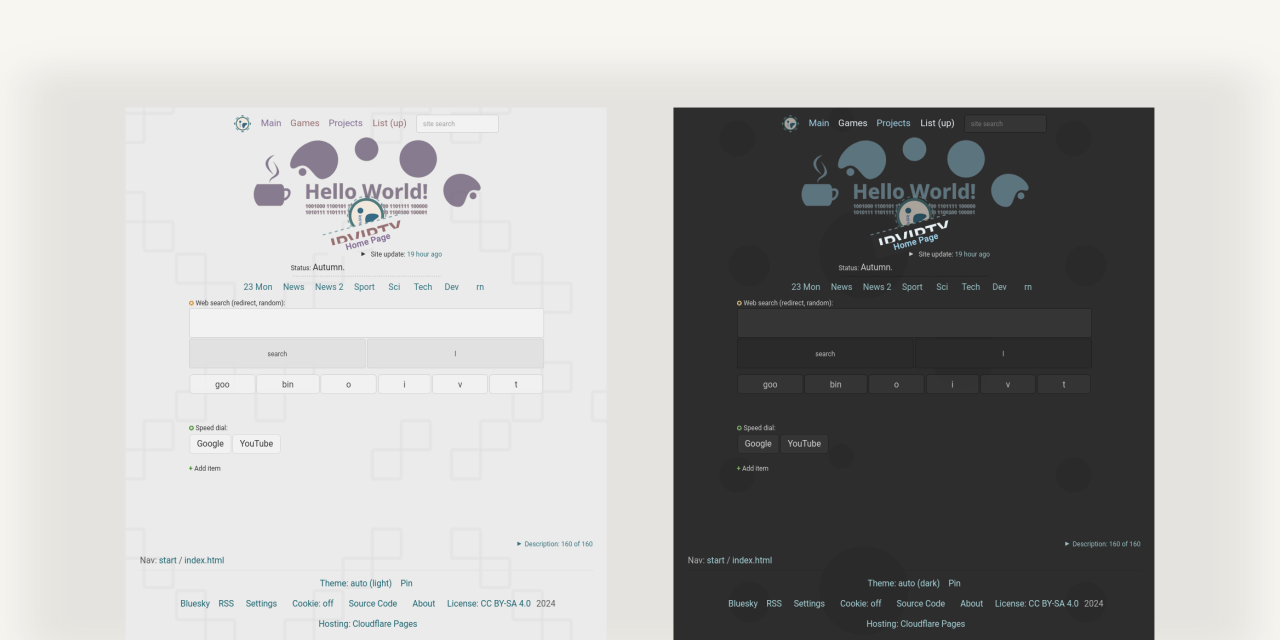 Main Games Projects List (up) site search
Hello World!
Home Page
► Site update: 19 hour ago
Status: Autumn.
23 Mon News News 2 Sport Sci Tech Dev rn
Web search (redirect, random):
search l
goo bin o i v t
Speed dial:
Google YouTube
+ Add item
► Description: 160 of 160
Nav: start / index.html
Theme: auto (light) Pin
Bluesky RSS Settings Cookie: off Source Code About License: CC BY-SA 4.0 2024
Hosting: Cloudflare Pages
Main Games Projects List (up) site search
Hello World!
Home Page
► Site update: 19 hour ago
Status: Autumn.
23 Mon News News 2 Sport Sci Tech Dev rn
Web search (redirect, random):
search l
goo bin o i v t
Speed dial:
Google YouTube
+ Add item
► Description: 160 of 160
Nav: start / index.html
Theme: auto (dark) Pin
Bluesky RSS Settings Cookie: off Source Code About License: CC BY-SA 4.0 2024
Hosting: Cloudflare Pages